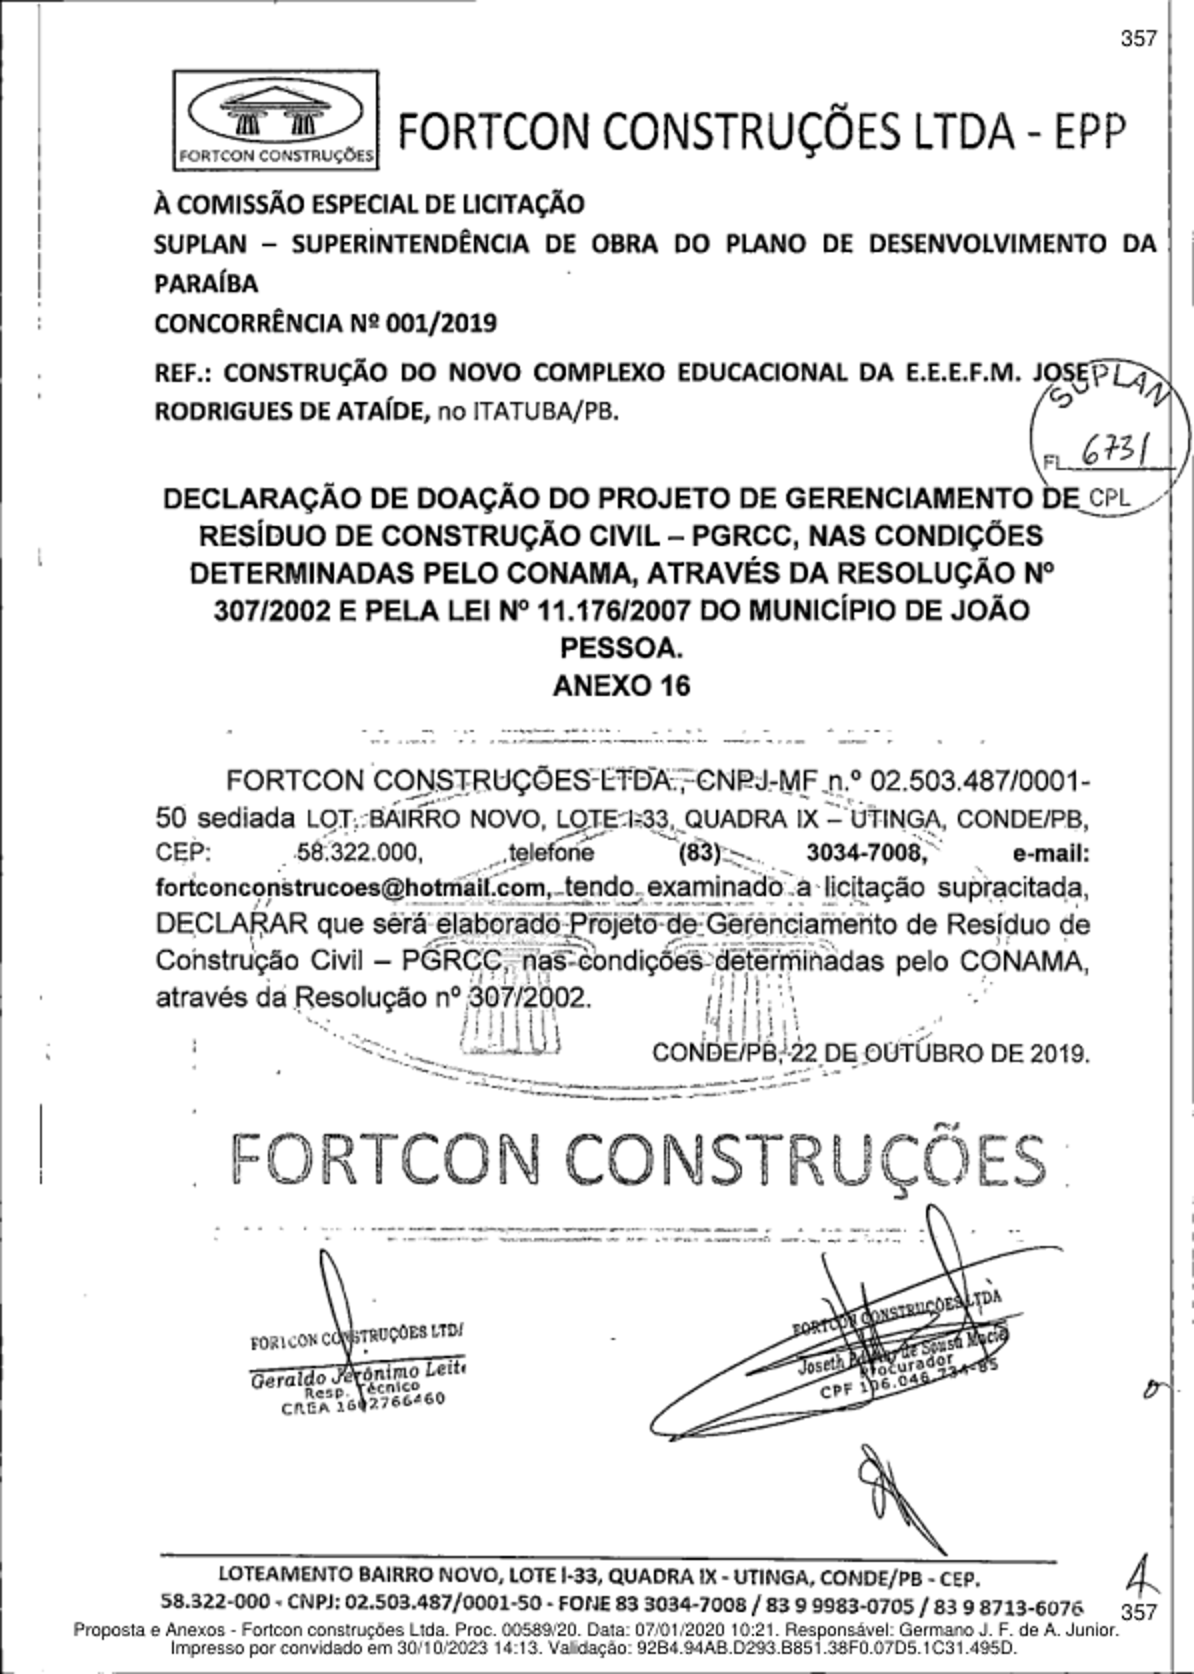 357
FORTCON CONSTRUÇÕES
FORTCON CONSTRUÇÕES LTDA - EPP
À COMISSÃO ESPECIAL DE LICITAÇÃO
SUPLAN – SUPERINTENDÊNCIA DE OBRA DO PLANO DE DESENVOLVIMENTO DA
PARAÍBA
CONCORRÊNCIA Nº 001/2019
REF.: CONSTRUÇÃO DO NOVO COMPLEXO EDUCACIONAL DA E.E.E.F.M. JOSE
RODRIGUES DE ATAÍDE, no ITATUBA/PB.
SUPLAN
FL 6731
CPL
DECLARAÇÃO DE DOAÇÃO DO PROJETO DE GERENCIAMENTO DE
RESÍDUO DE CONSTRUÇÃO CIVIL – PGRCC, NAS CONDIÇÕES
DETERMINADAS PELO CONAMA, ATRAVÉS DA RESOLUÇÃO Nº
307/2002 E PELA LEI Nº 11.176/2007 DO MUNICÍPIO DE JOÃO
PESSOA.
ANEXO 16
FORTCON CONSTRUÇÕES LTDA., CNPJ-MF n.º 02.503.487/0001-
50 sediada LOT. BAIRRO NOVO, LOTE I-33, QUADRA IX – UTINGA, CONDE/PB,
CEP: 58.322.000, telefone (83) 3034-7008, e-mail:
fortconconstrucoes@hotmail.com, tendo examinado a licitação supracitada,
DECLARAR que será elaborado Projeto de Gerenciamento de Resíduo de
Construção Civil – PGRCC, nas condições determinadas pelo CONAMA,
através da Resolução nº 307/2002.
CONDE/PB, 22 DE OUTUBRO DE 2019.
FORTCON CONSTRUÇÕES
FORTCON CONSTRUÇÕES LTD
Geraldo Jerônimo Leite
Resp. Técnico
CREA 1602766460
FORTCON CONSTRUÇÕES LTDA
Joseth de Sousa Maciel
Procurador
CPF 106.046.734-85
LOTEAMENTO BAIRRO NOVO, LOTE I-33, QUADRA IX - UTINGA, CONDE/PB - CEP.
58.322-000 - CNPJ: 02.503.487/0001-50 - FONE 83 3034-7008 / 83 9 9983-0705 / 83 9 8713-6076
357
Proposta e Anexos - Fortcon construções Ltda. Proc. 00589/20. Data: 07/01/2020 10:21. Responsável: Germano J. F. de A. Junior.
Impresso por convidado em 30/10/2023 14:13. Validação: 92B4.94AB.D293.B851.38F0.07D5.1C31.495D.